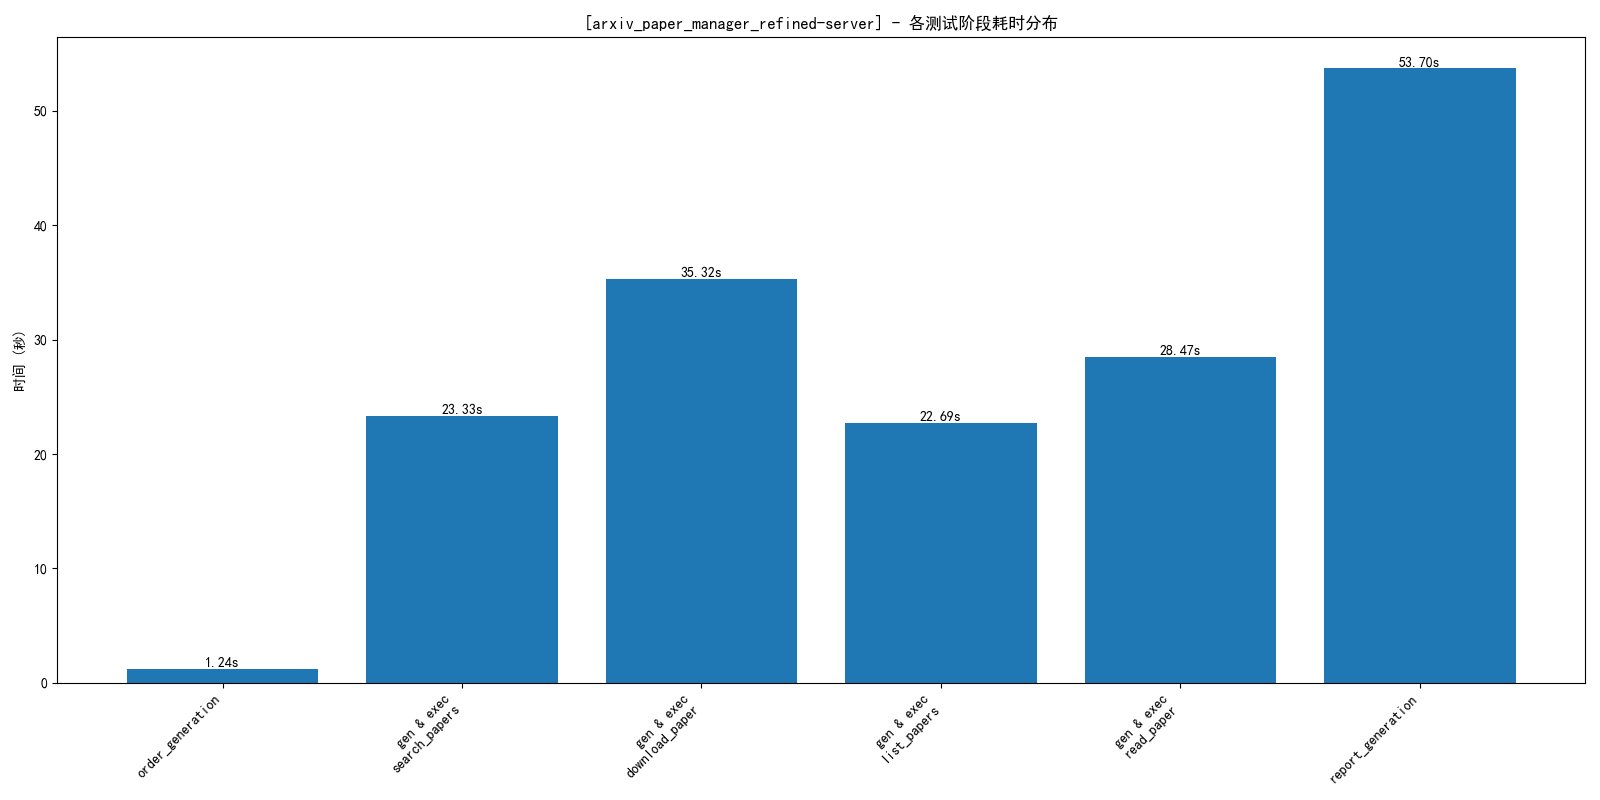 [arxiv_paper_manager_refined-server] - 各测试阶段耗时分布
时间 (秒)
50
40
30
20
10
0
1.24s
23.33s
35.32s
22.69s
28.47s
53.70s
order_generation
gen & exec
search_papers
gen & exec
download_paper
gen & exec
list_papers
gen & exec
read_paper
report_generation